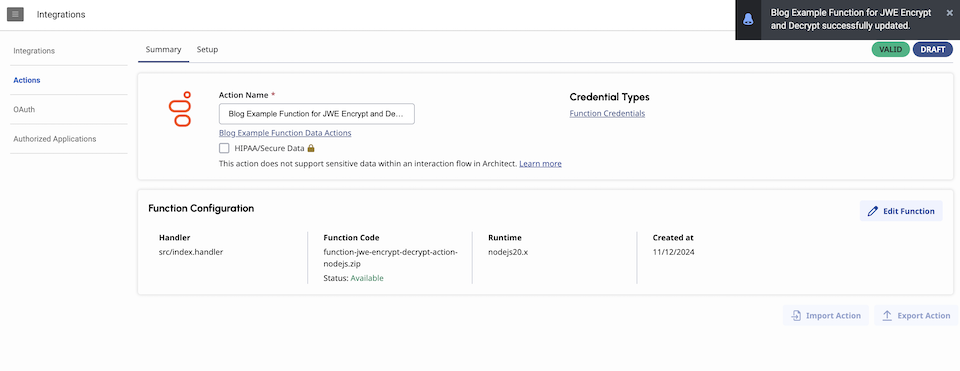 Integrations
Blog Example Function for JWE Encrypt
and Decrypt successfully updated.
Integrations
Actions
OAuth
Authorized Applications
Summary
Setup
VALID
DRAFT
Action Name *
Blog Example Function for JWE Encrypt and De...
Blog Example Function Data Actions
HIPAA/Secure Data
This action does not support sensitive data within an interaction flow in Architect. Learn more
Credential Types
Function Credentials
Function Configuration
Edit Function
Handler
src/index.handler
Function Code
function-jwe-encrypt-decrypt-action-
nodejs.zip
Status: Available
Runtime
nodejs20.x
Created at
11/12/2024
Import Action
Export Action